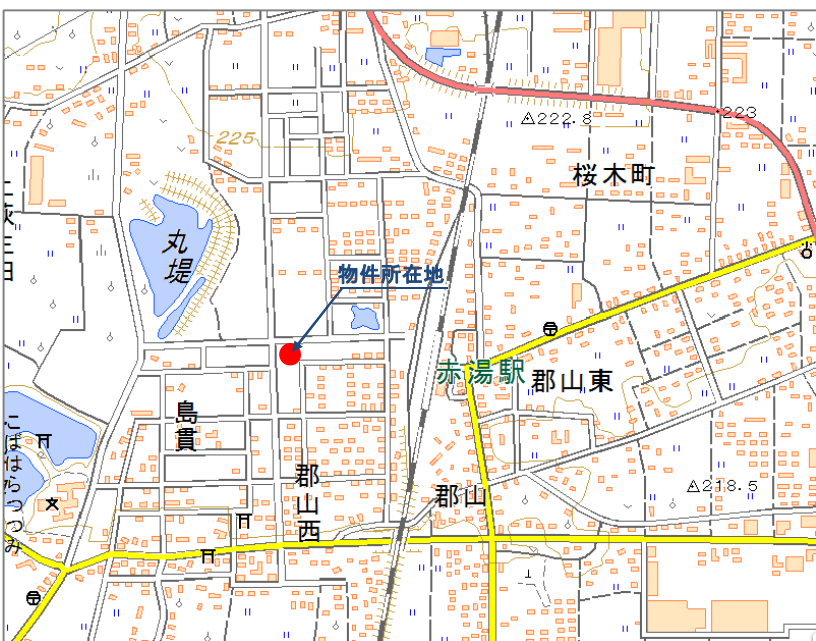 225
△222.8
223
桜木町
丸堤
物件所在地
赤湯駅
郡山東
島貫
郡山西
郡山
△218.5
こばはらつつみ